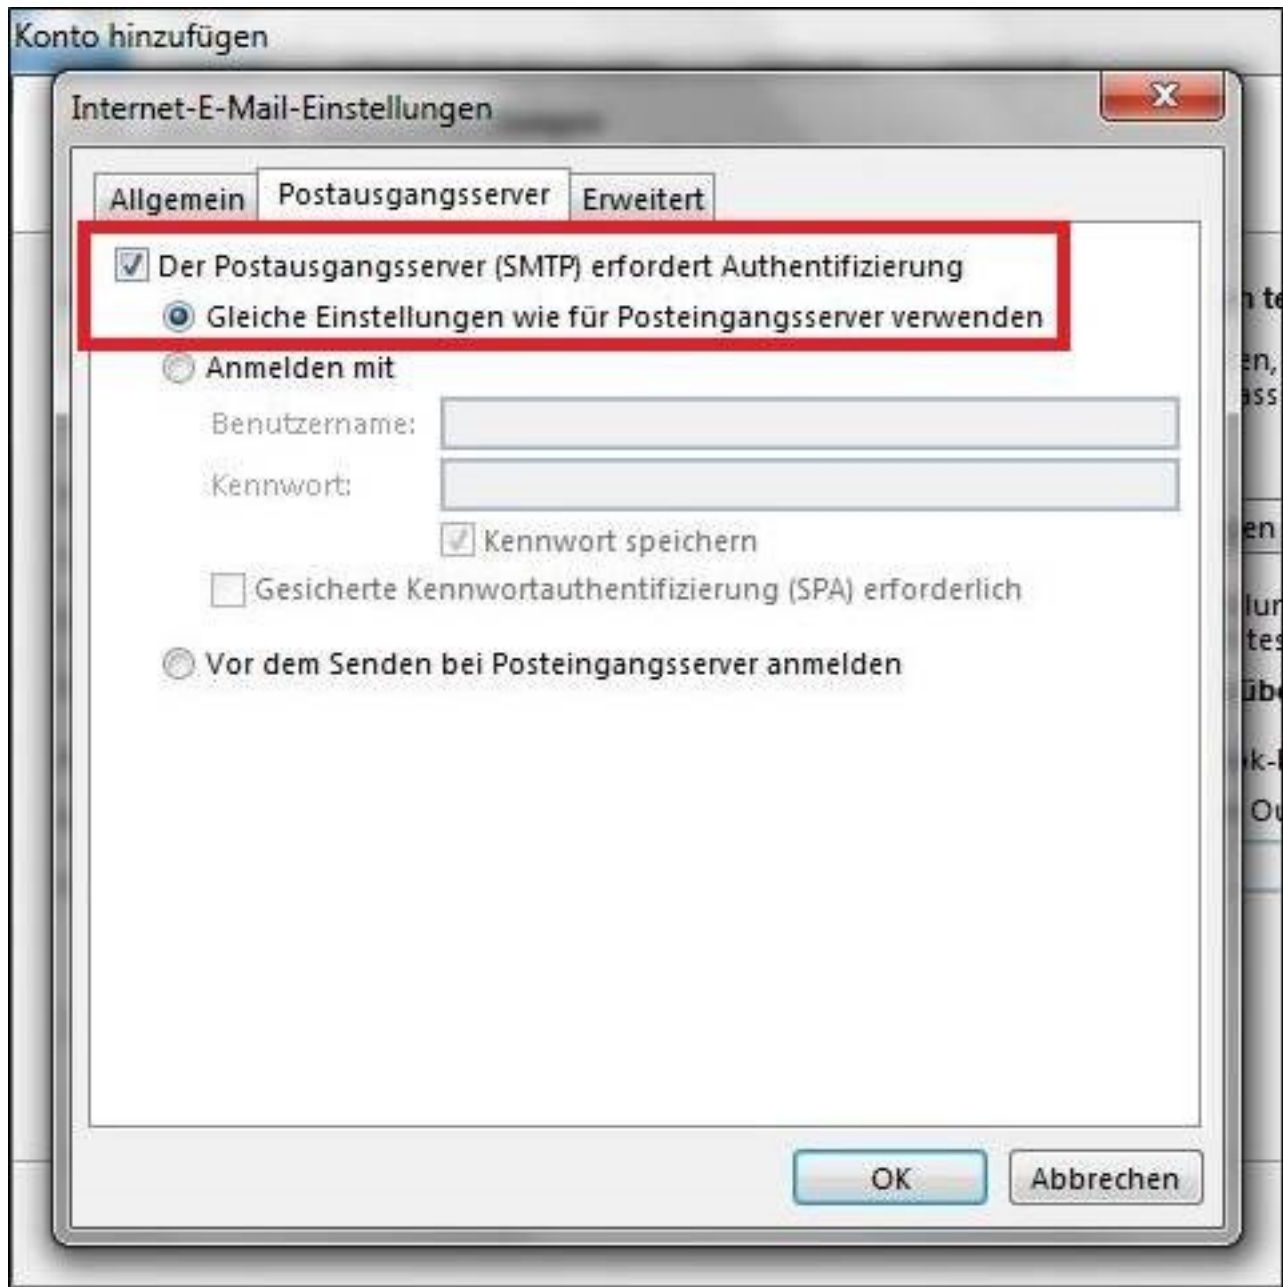 Konto hinzufügen
Internet-E-Mail-Einstellungen
Allgemein Postausgangsserver Erweitert
Der Postausgangsserver (SMTP) erfordert Authentifizierung
Gleiche Einstellungen wie für Posteingangsserver verwenden
Anmelden mit
Benutzername:
Kennwort:
Kennwort speichern
Gesicherte Kennwortauthentifizierung (SPA) erforderlich
Vor dem Senden bei Posteingangsserver anmelden
OK Abbrechen